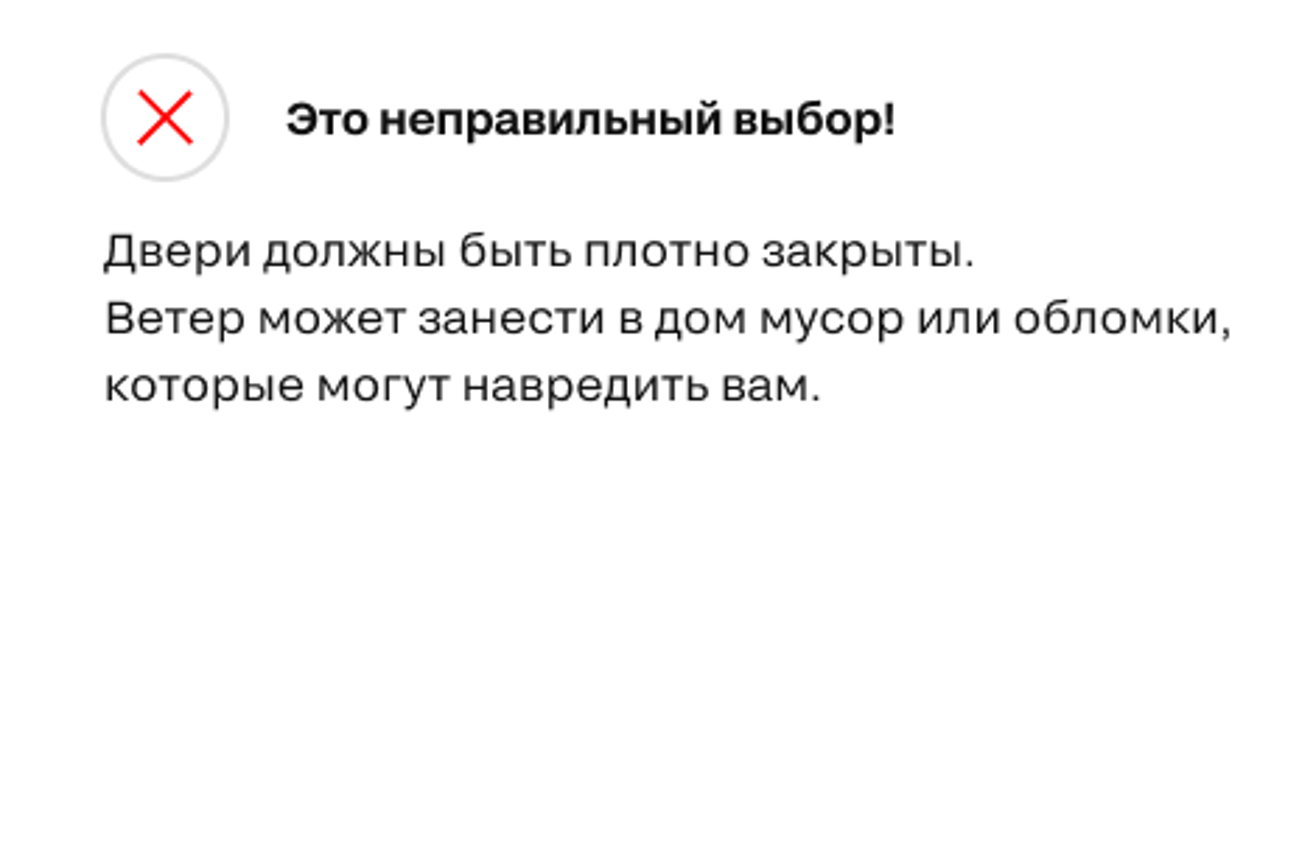 Это неправильный выбор!
Двери должны быть плотно закрыты.
Ветер может занести в дом мусор или обломки,
которые могут навредить вам.